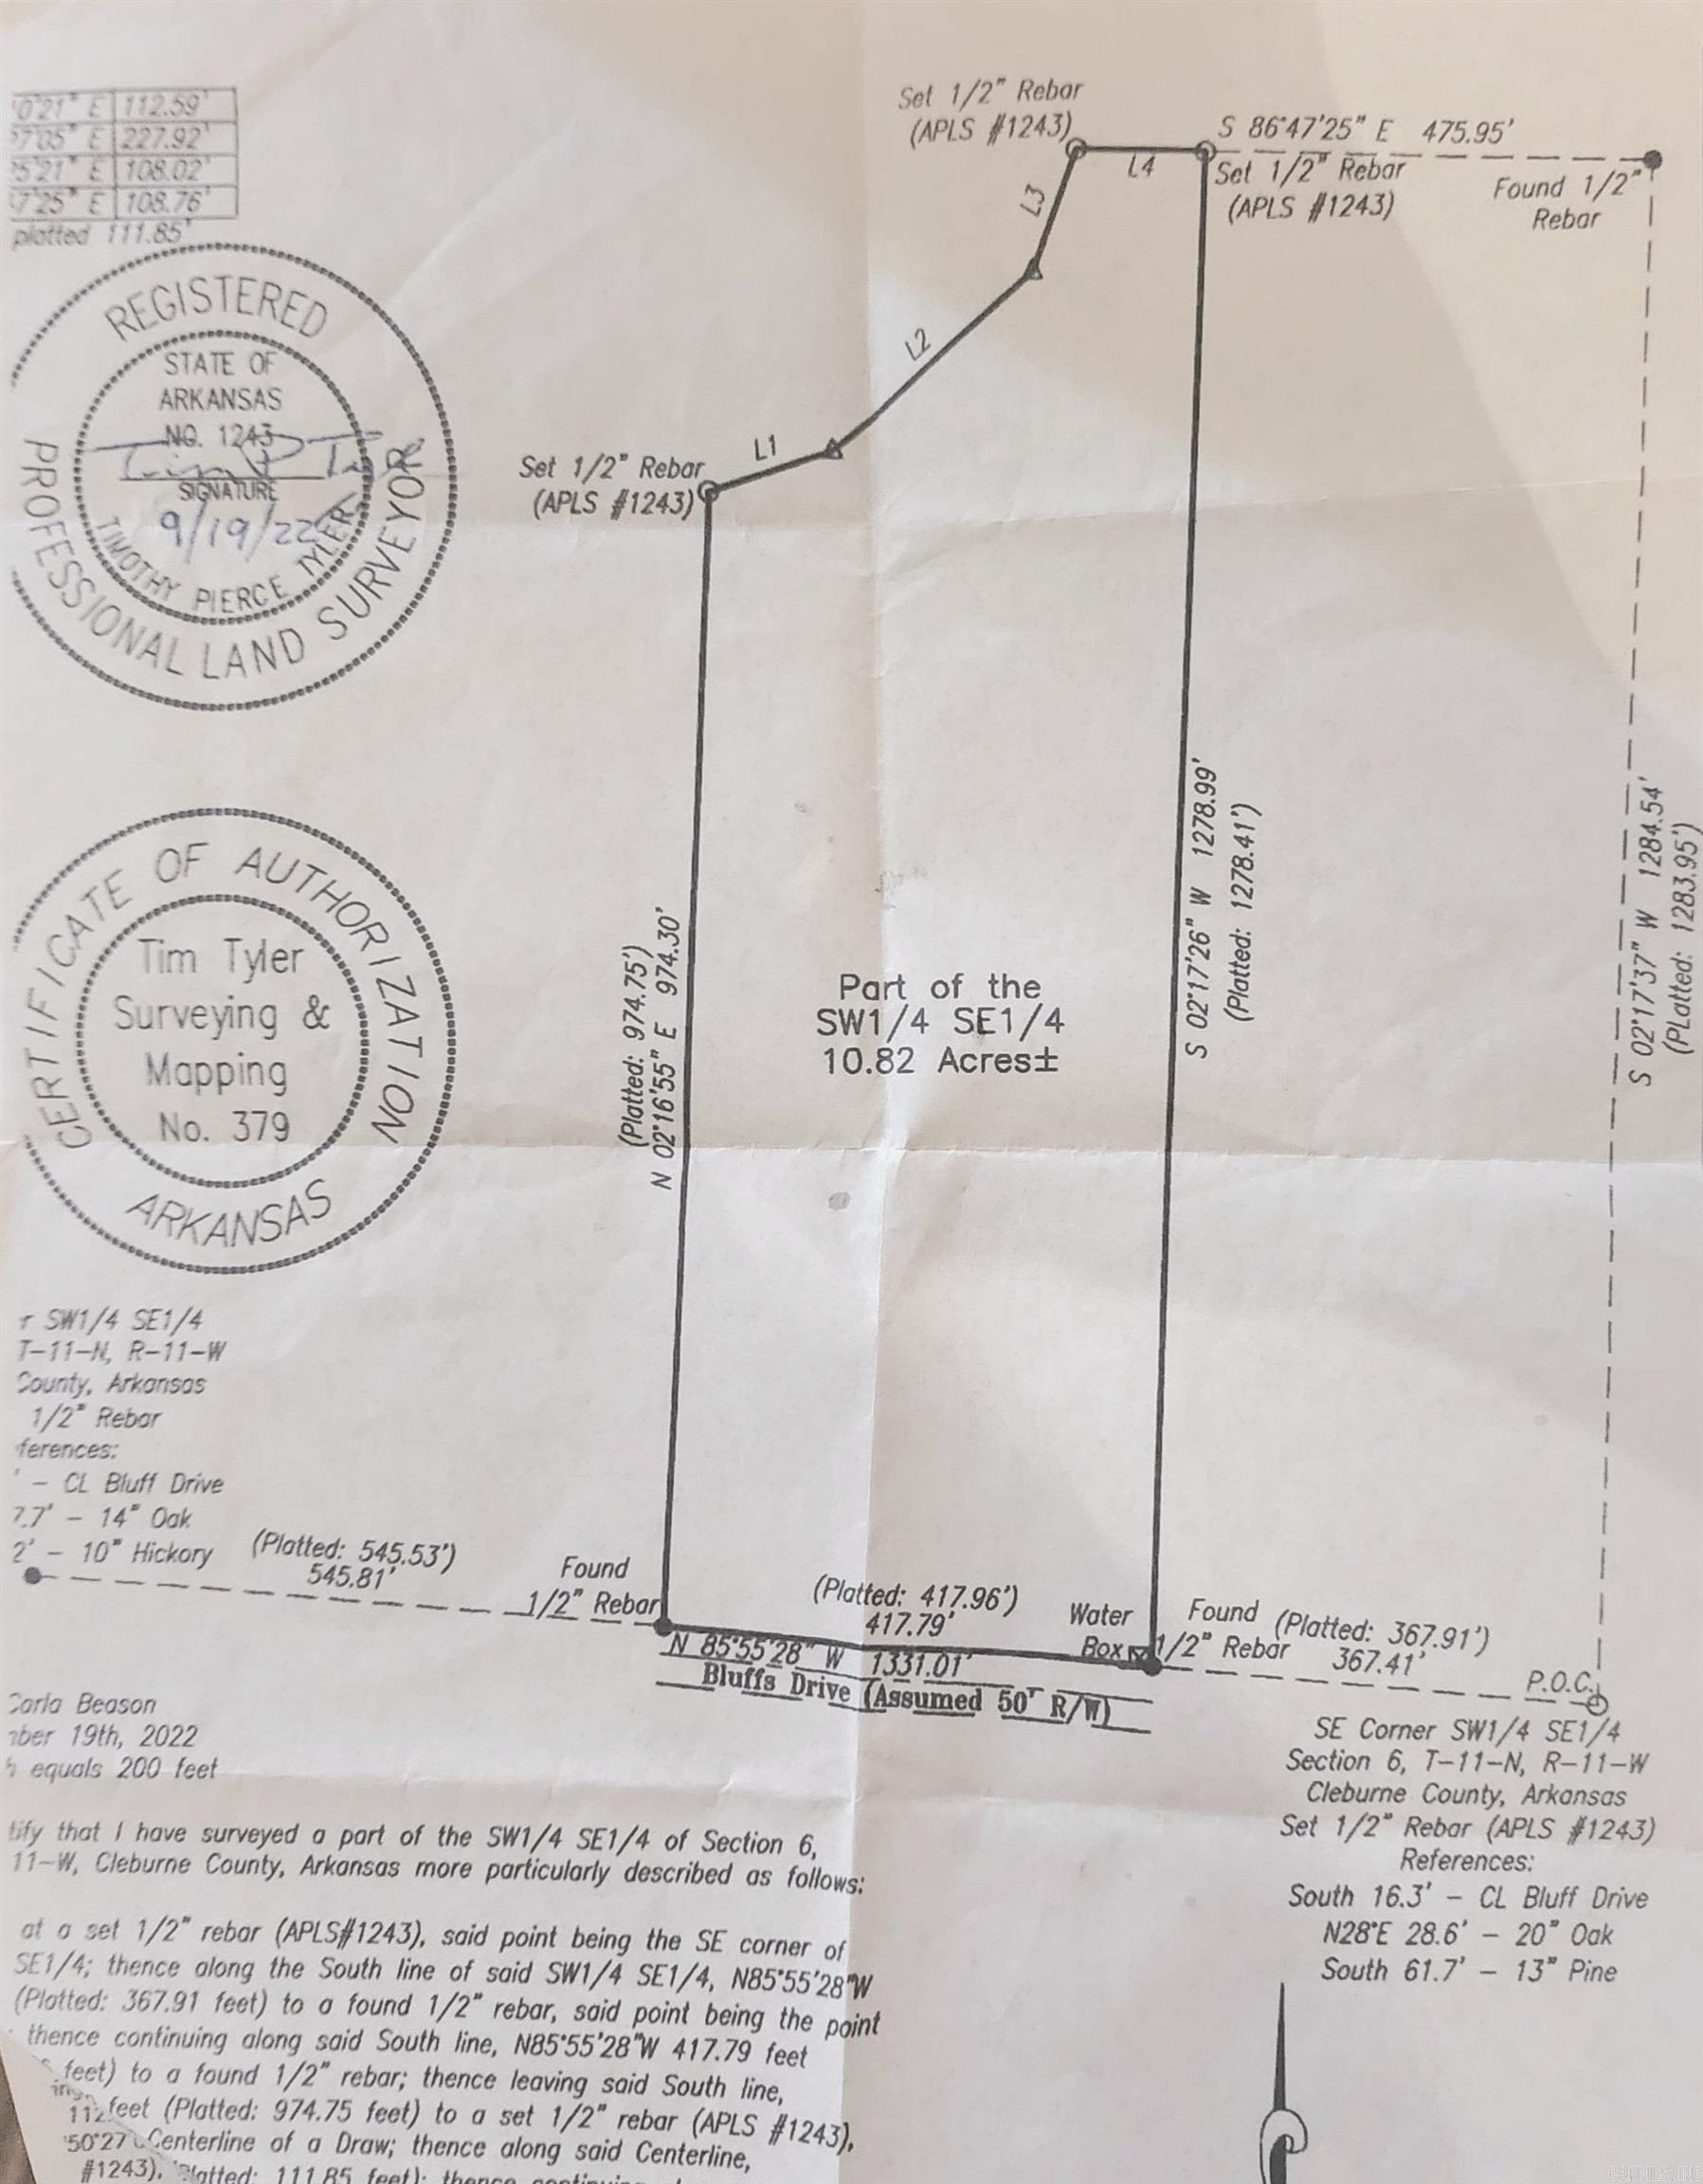 0'21" E 112.59'
7'05" E 227.92'
5'21" E 108.02'
7'25" E 108.76'
platted 111.85'
REGISTERED
STATE OF
ARKANSAS
NO. 1243
SIGNATURE
9/19/22
TIMOTHY PIERCE TYLER
PROFESSIONAL LAND SURVEYOR
Set 1/2" Rebar
(APLS #1243)
S 86°47'25" E 475.95'
L4
Set 1/2" Rebar
(APLS #1243)
Found 1/2"
Rebar
L3
L2
L1
Set 1/2" Rebar
(APLS #1243)
CERTIFICATE OF AUTHORIZATION
Tim Tyler
Surveying &
Mapping
No. 379
ARKANSAS
(Platted: 974.75')
N 02°16'55" E 974.30'
Part of the
SW1/4 SE1/4
10.82 Acres±
S 02°17'26" W 1278.99'
(Platted: 1278.41')
S 02°17'37" W 1284.54'
(Platted: 1283.95')
SW1/4 SE1/4
T-11-N, R-11-W
County, Arkansas
1/2" Rebar
ferences:
' - CL Bluff Drive
7.7' - 14" Oak
2' - 10" Hickory
(Platted: 545.53')
545.81'
Found
1/2" Rebar
(Platted: 417.96')
417.79'
N 85°55'28" W 1331.01'
Bluffs Drive (Assumed 50' R/W)
Water
Box
Found
1/2" Rebar
(Platted: 367.91')
367.41'
P.O.C.
SE Corner SW1/4 SE1/4
Section 6, T-11-N, R-11-W
Cleburne County, Arkansas
Set 1/2" Rebar (APLS #1243)
References:
South 16.3' - CL Bluff Drive
N28°E 28.6' - 20" Oak
South 61.7' - 13" Pine
Carla Beason
ber 19th, 2022
equals 200 feet
tify that I have surveyed a part of the SW1/4 SE1/4 of Section 6,
11-W, Cleburne County, Arkansas more particularly described as follows:
at a set 1/2" rebar (APLS#1243), said point being the SE corner of
SE1/4; thence along the South line of said SW1/4 SE1/4, N85°55'28"W
(Platted: 367.91 feet) to a found 1/2" rebar, said point being the point
thence continuing along said South line, N85°55'28"W 417.79 feet
feet) to a found 1/2" rebar; thence leaving said South line,
feet (Platted: 974.75 feet) to a set 1/2" rebar (APLS #1243),
Centerline of a Draw; thence along said Centerline,
#1243), latted: 111.85 feet); thence